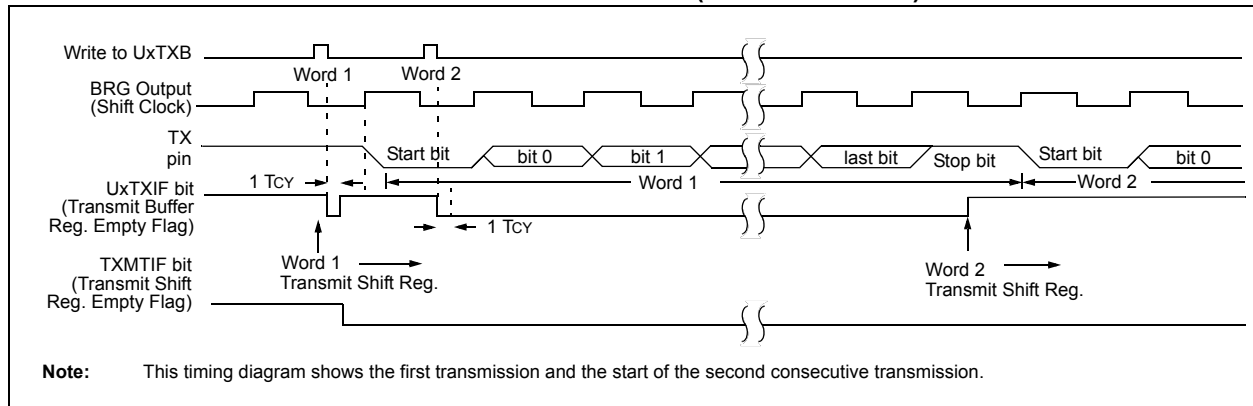 Write to UxTXB
Word 1
Word 2
BRG Output
(Shift Clock)
TX
pin
Start bit
bit 0
bit 1
last bit
Stop bit
Start bit
bit 0
1 TCY
Word 1
Word 2
UxTXIF bit
(Transmit Buffer
Reg. Empty Flag)
1 TCY
Word 1
Transmit Shift Reg.
Word 2
Transmit Shift Reg.
TXMTIF bit
(Transmit Shift
Reg. Empty Flag)
Note: This timing diagram shows the first transmission and the start of the second consecutive transmission.